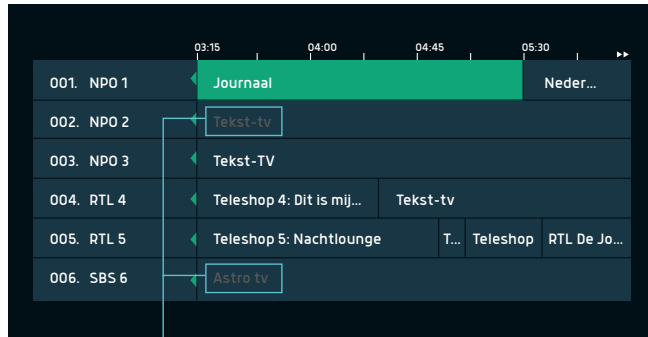 03:15 04:00 04:45 05:30
001. NPO 1 Journaal Neder...
002. NPO 2 Tekst-tv
003. NPO 3 Tekst-TV
004. RTL 4 Teleshop 4: Dit is mij... Tekst-tv
005. RTL 5 Teleshop 5: Nachtlounge T... Teleshop RTL De Jo...
006. SBS 6 Astro tv